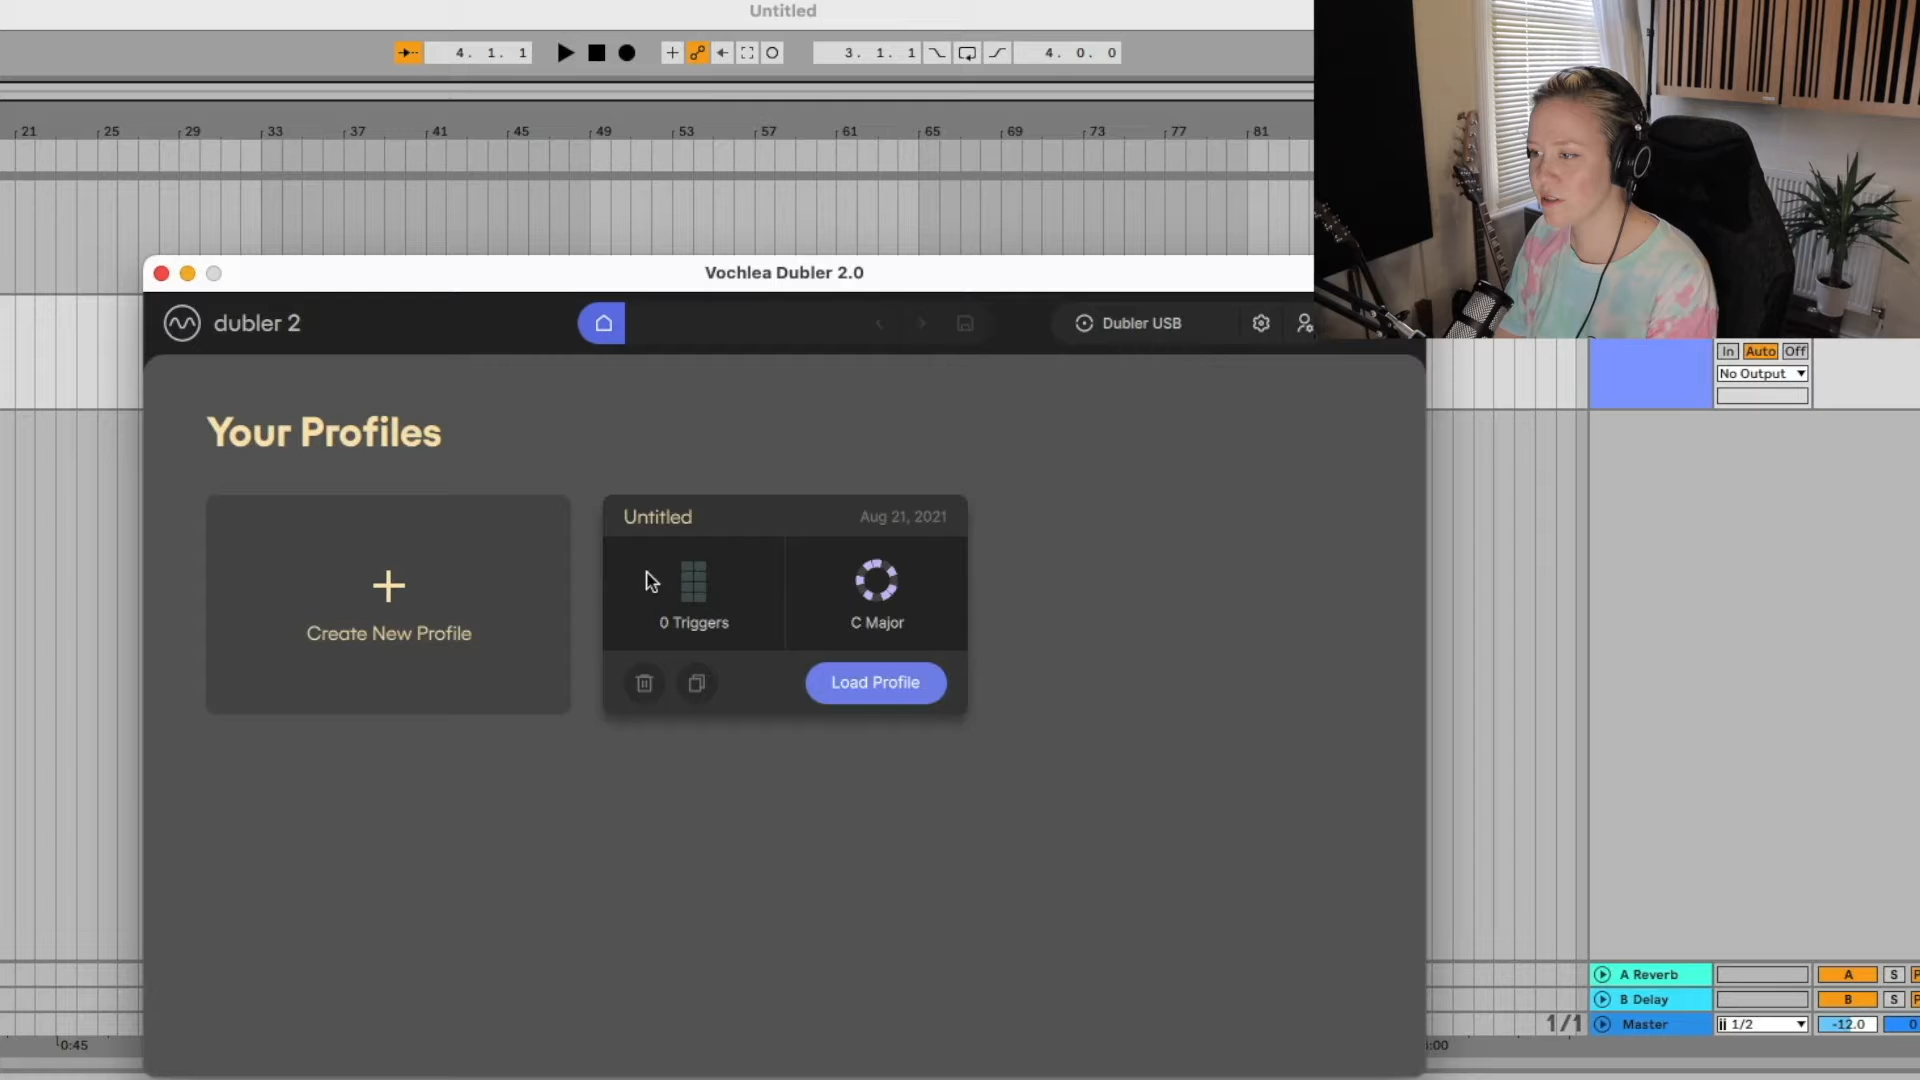 Untitled
4. 1. 1
3. 1. 1
4. 0. 0
21 25 29 33 37 41 45 49 53 57 61 65 69 73 77 81
Vochlea Dubler 2.0
dubler 2
Dubler USB
In Auto Off
No Output
Your Profiles
Untitled
Aug 21, 2021
0 Triggers
C Major
Create New Profile
Load Profile
A Reverb
A
S
B Delay
B
S
1/1
Master
1/2
-12.0
0
0:45
:00